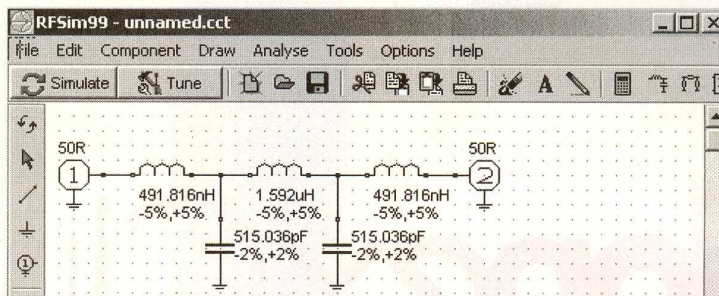 RFSim99 - unnamed.cct
File Edit Component Draw Analyse Tools Options Help
Simulate Tune A
50R 50R
1 2
491.816nH 1.592uH 491.816nH
-5%,+5% -5%,+5% -5%,+5%
515.036pF 515.036pF
-2%,+2% -2%,+2%
1